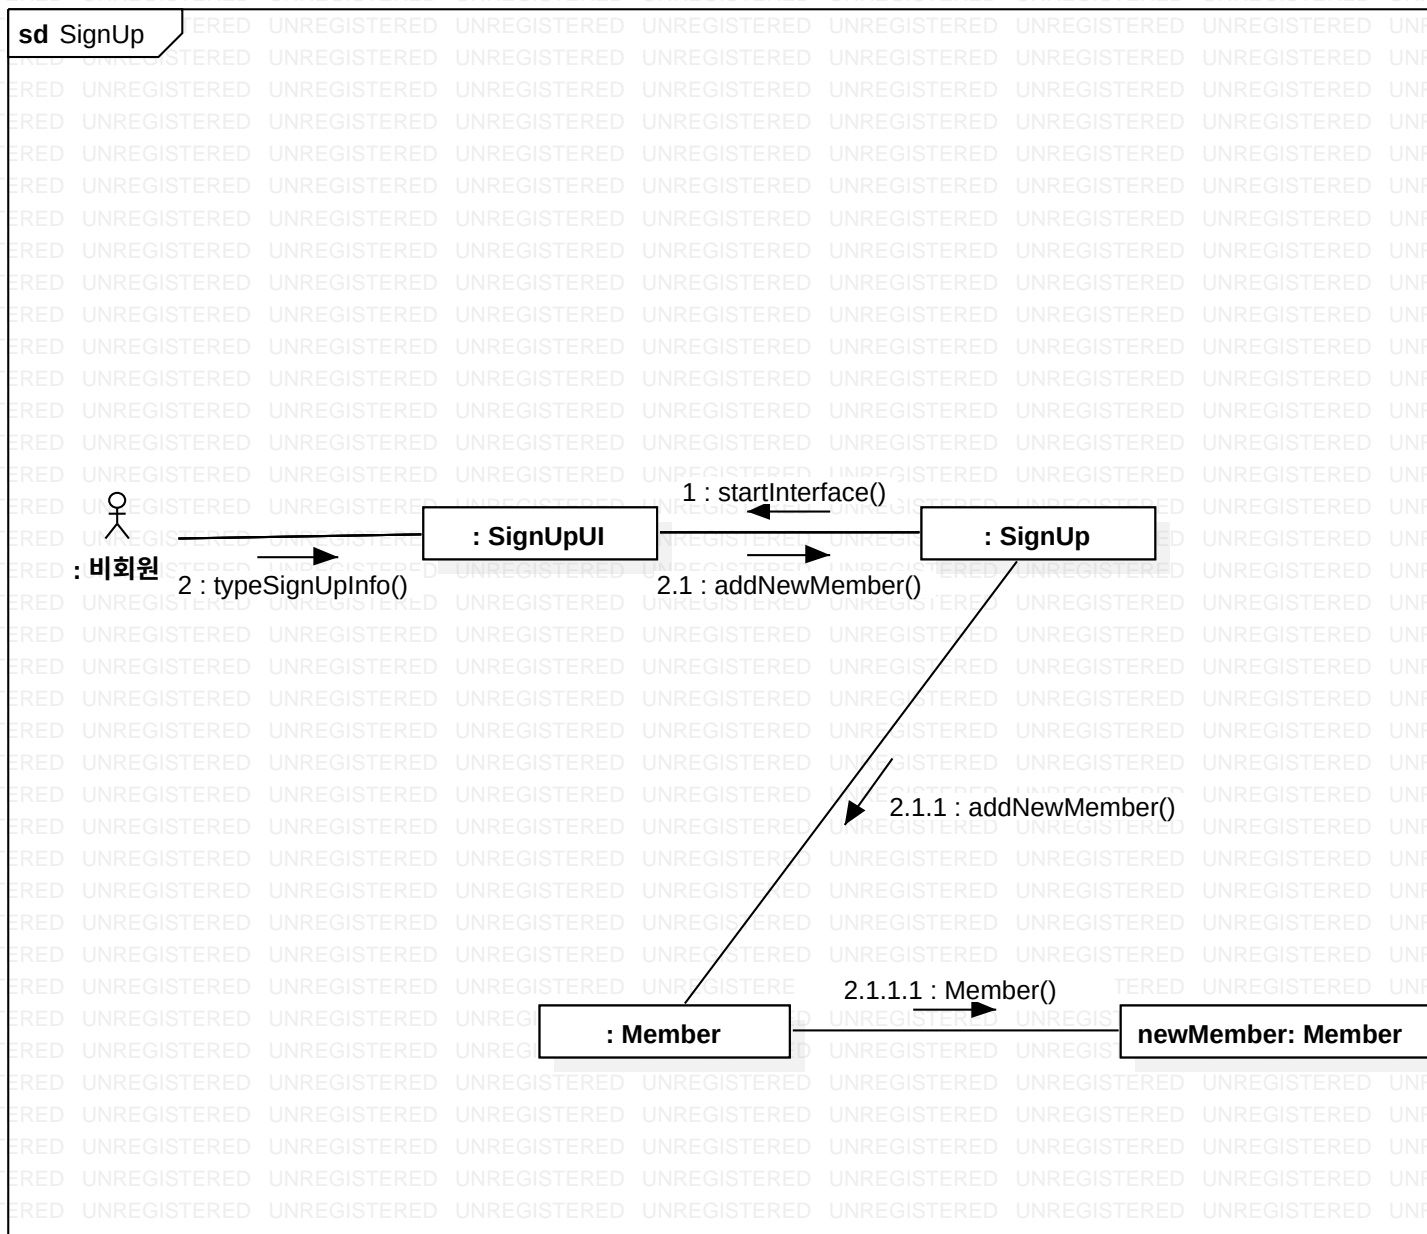 sd SignUp
1 : startInterface()
: SignUpUI
: SignUp
: 비회원
2 : typeSignUpInfo()
2.1 : addNewMember()
2.1.1 : addNewMember()
2.1.1.1 : Member()
: Member
newMember: Member
UNREGISTERED